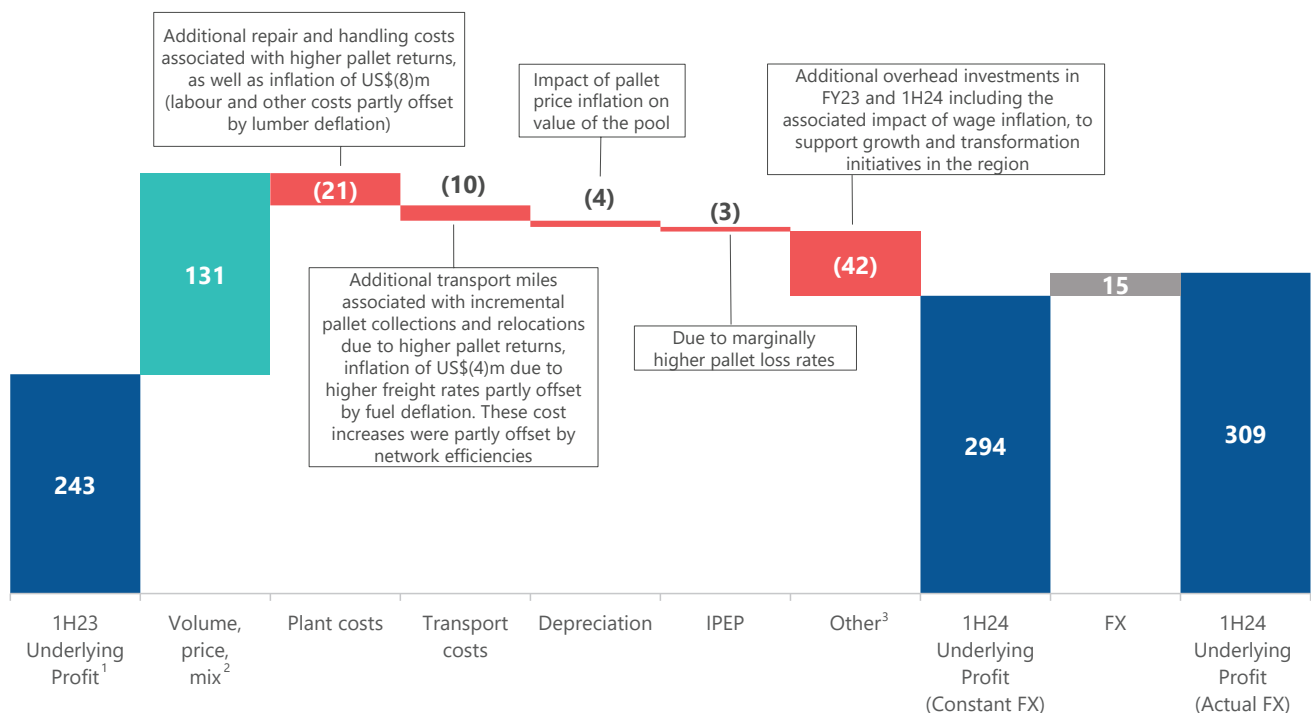 Additional repair and handling costs
associated with higher pallet returns,
as well as inflation of US$(8)m
(labour and other costs partly offset
by lumber deflation)
Impact of pallet
price inflation on
value of the pool
Additional overhead investments in
FY23 and 1H24 including the
associated impact of wage inflation, to
support growth and transformation
initiatives in the region
243
131
(21)
(10)
(4)
(3)
(42)
294
15
309
Additional transport miles
associated with incremental
pallet collections and relocations
due to higher pallet returns,
inflation of US$(4)m due to
higher freight rates partly offset
by fuel deflation. These cost
increases were partly offset by
network efficiencies
Due to marginally
higher pallet loss rates
1H23
Underlying
Profit1
Volume,
price,
mix2
Plant costs
Transport
costs
Depreciation
IPEP
Other3
1H24
Underlying
Profit
(Constant FX)
FX
1H24
Underlying
Profit
(Actual FX)